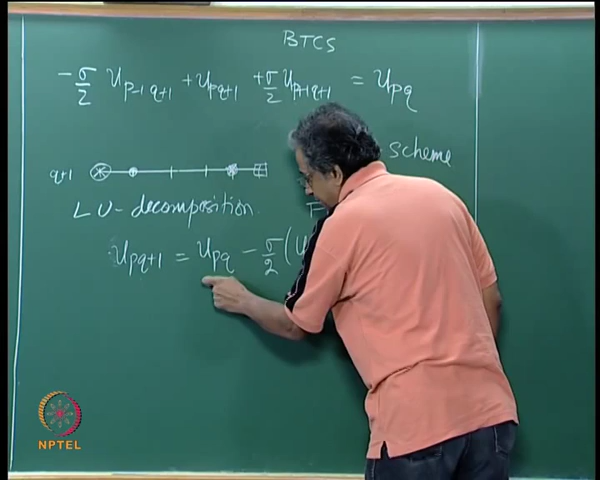 BTCS
-σ/2 u_{p-1 q+1} + u_{pq+1} + σ/2 u_{p+1 q+1} = u_{pq}
scheme
q+1
LU-decomposition.
u_{pq+1} = u_{pq} - σ/2 (u
NPTEL